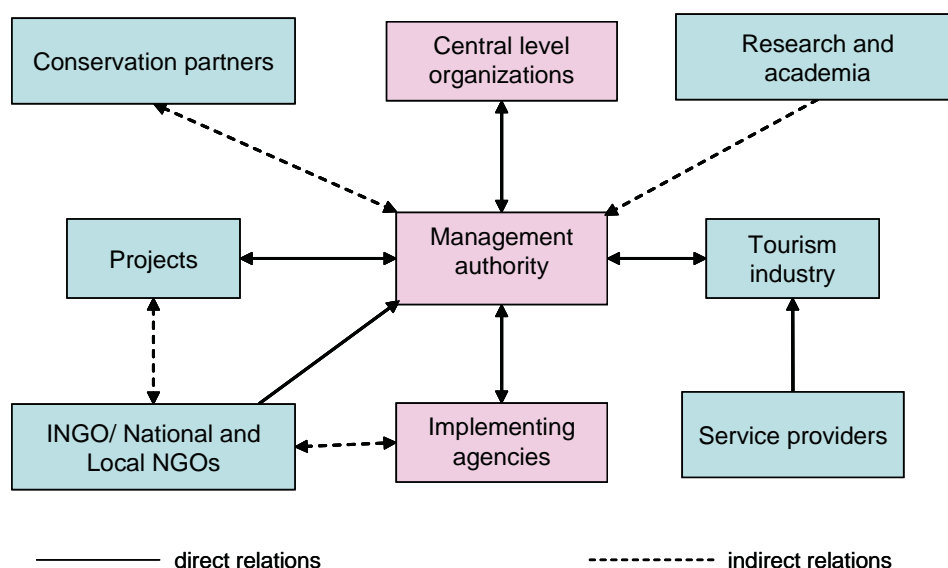 Conservation partners
Central level
organizations
Research and
academia
Projects
Management
authority
Tourism
industry
INGO/ National and
Local NGOs
Implementing
agencies
Service providers
direct relations
indirect relations